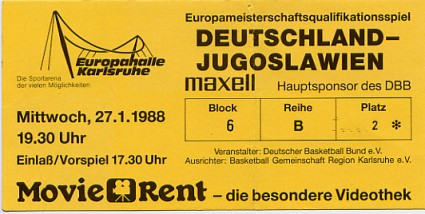 Europahalle
Karlsruhe
Die Sportarena
der vielen Möglichkeiten
Mittwoch, 27.1.1988
19.30 Uhr
Einlaß/Vorspiel 17.30 Uhr
Europameisterschaftsqualifikationsspiel
DEUTSCHLAND–
JUGOSLAWIEN
maxell Hauptsponsor des DBB
Block Reihe Platz
6 B 2 *
Veranstalter: Deutscher Basketball Bund e.V.
Ausrichter: Basketball Gemeinschaft Region Karlsruhe e.V.
Movie Rent – die besondere Videothek